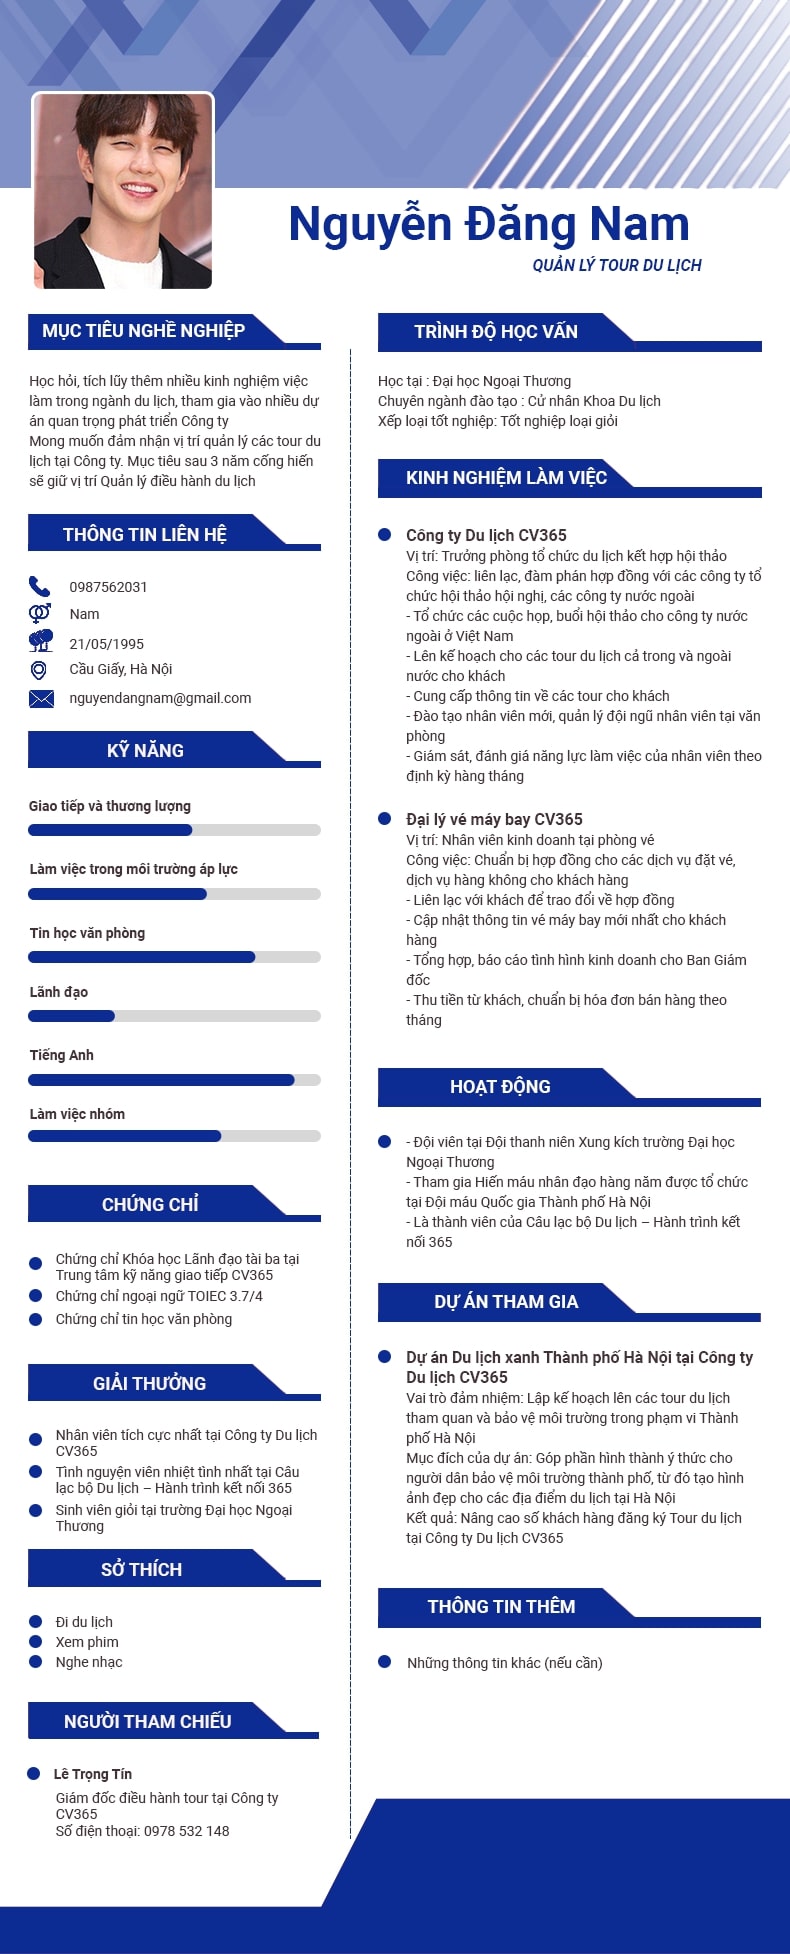 Nguyễn Đăng Nam
QUẢN LÝ TOUR DU LỊCH
MỤC TIÊU NGHỀ NGHIỆP
Học hỏi, tích lũy thêm nhiều kinh nghiệm việc
làm trong ngành du lịch, tham gia vào nhiều dự
án quan trọng phát triển Công ty
Mong muốn đảm nhận vị trí quản lý các tour du
lịch tại Công ty. Mục tiêu sau 3 năm cống hiến
sẽ giữ vị trí Quản lý điều hành du lịch
THÔNG TIN LIÊN HỆ
0987562031
Nam
21/05/1995
Cầu Giấy, Hà Nội
nguyendangnam@gmail.com
KỸ NĂNG
Giao tiếp và thương lượng
Làm việc trong môi trường áp lực
Tin học văn phòng
Lãnh đạo
Tiếng Anh
Làm việc nhóm
CHỨNG CHỈ
Chứng chỉ Khóa học Lãnh đạo tài ba tại
Trung tâm kỹ năng giao tiếp CV365
Chứng chỉ ngoại ngữ TOIEC 3.7/4
Chứng chỉ tin học văn phòng
GIẢI THƯỞNG
Nhân viên tích cực nhất tại Công ty Du lịch
CV365
Tình nguyện viên nhiệt tình nhất tại Câu
lạc bộ Du lịch – Hành trình kết nối 365
Sinh viên giỏi tại trường Đại học Ngoại
Thương
SỞ THÍCH
Đi du lịch
Xem phim
Nghe nhạc
NGƯỜI THAM CHIẾU
Lê Trọng Tín
Giám đốc điều hành tour tại Công ty
CV365
Số điện thoại: 0978 532 148
TRÌNH ĐỘ HỌC VẤN
Học tại : Đại học Ngoại Thương
Chuyên ngành đào tạo : Cử nhân Khoa Du lịch
Xếp loại tốt nghiệp: Tốt nghiệp loại giỏi
KINH NGHIỆM LÀM VIỆC
Công ty Du lịch CV365
Vị trí: Trưởng phòng tổ chức du lịch kết hợp hội thảo
Công việc: liên lạc, đàm phán hợp đồng với các công ty tổ
chức hội thảo hội nghị, các công ty nước ngoài
- Tổ chức các cuộc họp, buổi hội thảo cho công ty nước
ngoài ở Việt Nam
- Lên kế hoạch cho các tour du lịch cả trong và ngoài
nước cho khách
- Cung cấp thông tin về các tour cho khách
- Đào tạo nhân viên mới, quản lý đội ngũ nhân viên tại văn
phòng
- Giám sát, đánh giá năng lực làm việc của nhân viên theo
định kỳ hàng tháng
Đại lý vé máy bay CV365
Vị trí: Nhân viên kinh doanh tại phòng vé
Công việc: Chuẩn bị hợp đồng cho các dịch vụ đặt vé,
dịch vụ hàng không cho khách hàng
- Liên lạc với khách để trao đổi về hợp đồng
- Cập nhật thông tin vé máy bay mới nhất cho khách
hàng
- Tổng hợp, báo cáo tình hình kinh doanh cho Ban Giám
đốc
- Thu tiền từ khách, chuẩn bị hóa đơn bán hàng theo
tháng
HOẠT ĐỘNG
- Đội viên tại Đội thanh niên Xung kích trường Đại học
Ngoại Thương
- Tham gia Hiến máu nhân đạo hàng năm được tổ chức
tại Đội máu Quốc gia Thành phố Hà Nội
- Là thành viên của Câu lạc bộ Du lịch – Hành trình kết
nối 365
DỰ ÁN THAM GIA
Dự án Du lịch xanh Thành phố Hà Nội tại Công ty
Du lịch CV365
Vai trò đảm nhiệm: Lập kế hoạch lên các tour du lịch
tham quan và bảo vệ môi trường trong phạm vi Thành
phố Hà Nội
Mục đích của dự án: Góp phần hình thành ý thức cho
người dân bảo vệ môi trường thành phố, từ đó tạo hình
ảnh đẹp cho các địa điểm du lịch tại Hà Nội
Kết quả: Nâng cao số khách hàng đăng ký Tour du lịch
tại Công ty Du lịch CV365
THÔNG TIN THÊM
Những thông tin khác (nếu cần)